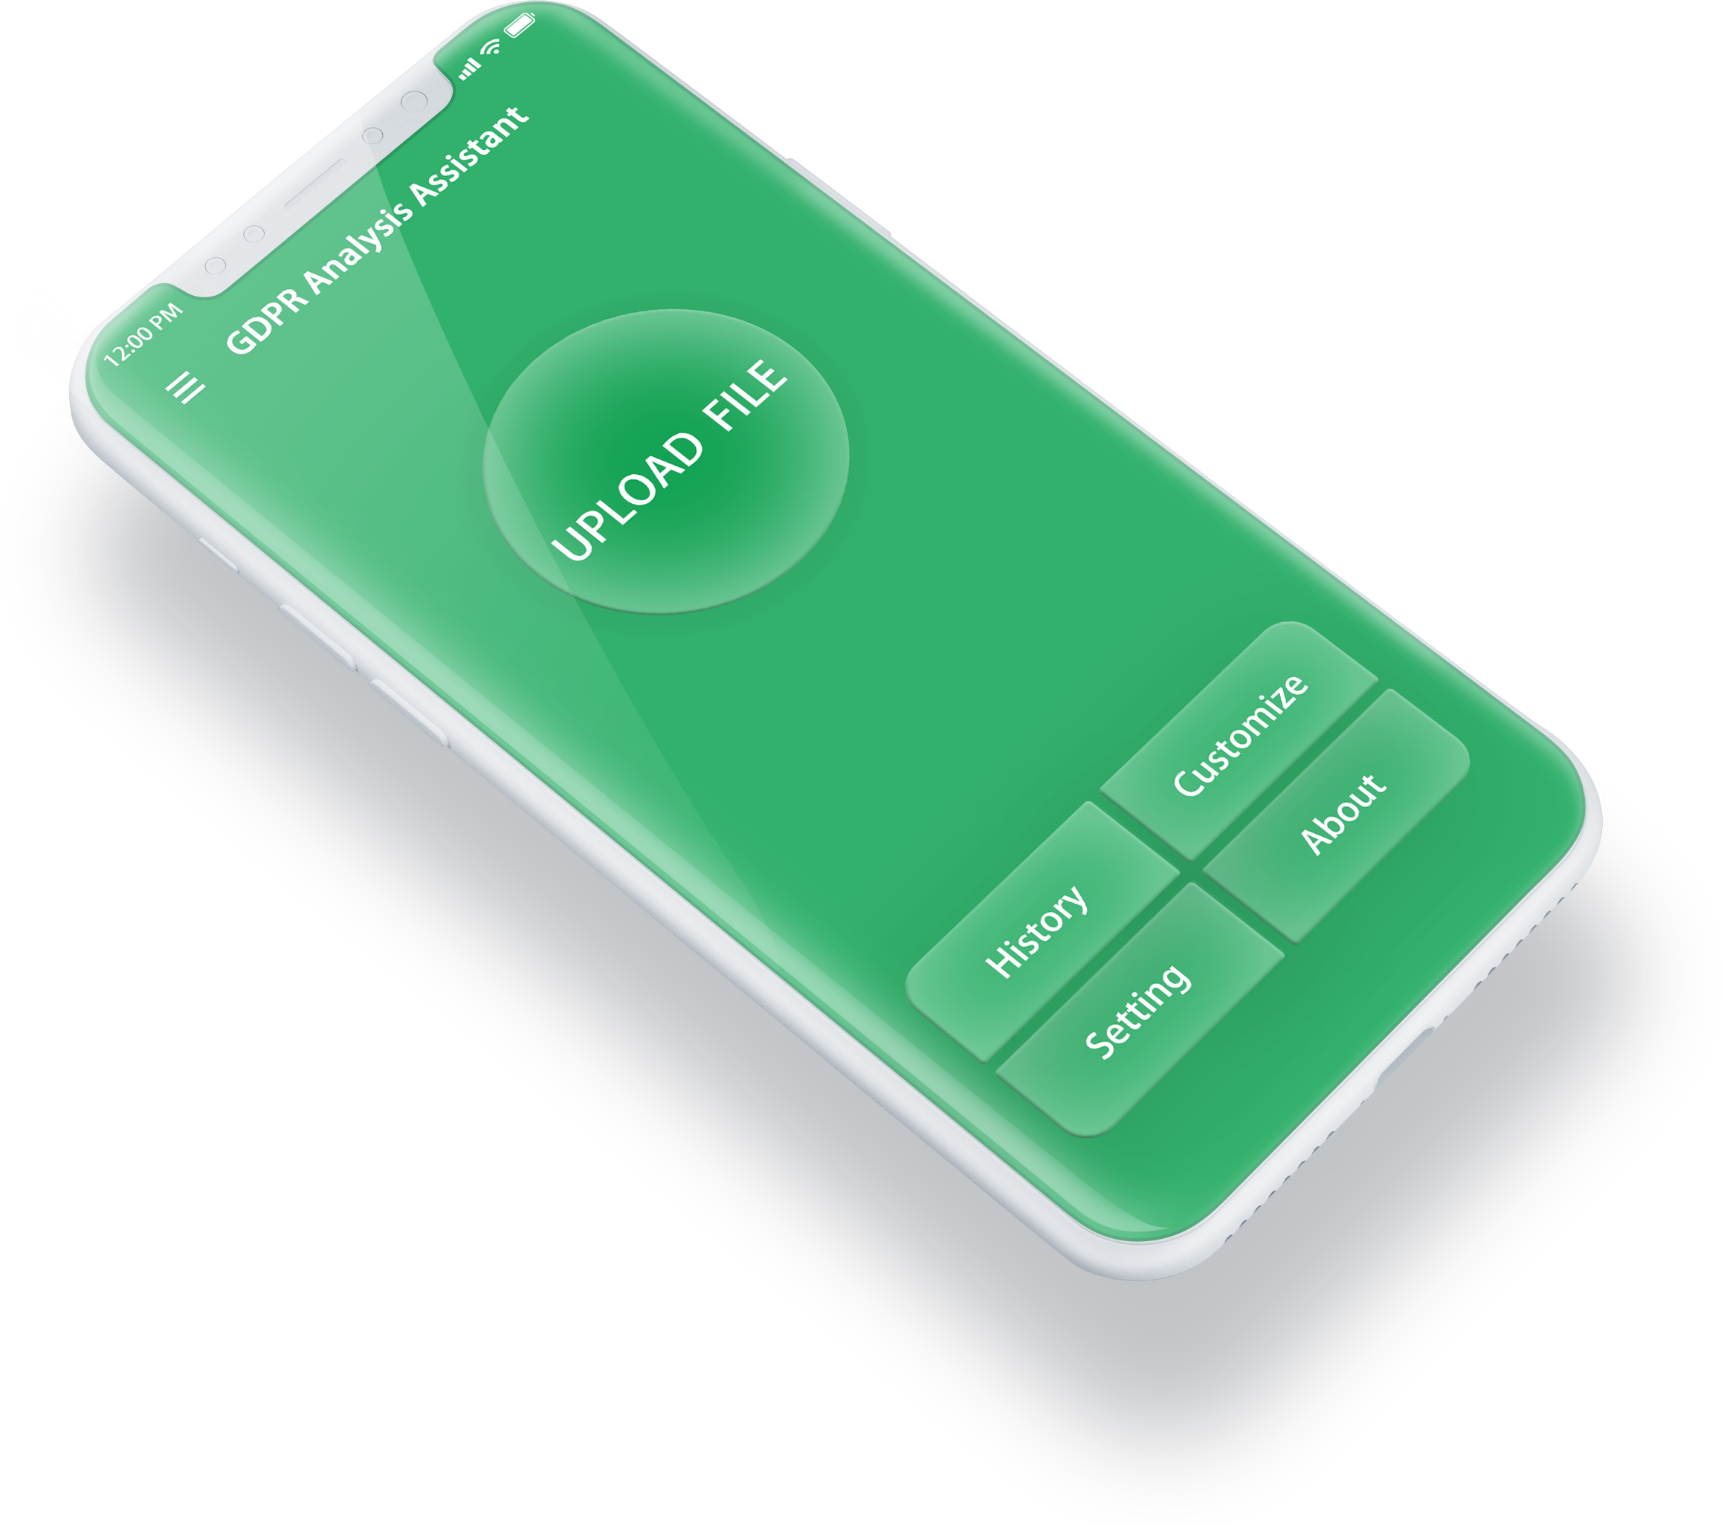 12:00 PM
GDPR Analysis Assistant
UPLOAD FILE
History
Customize
Setting
About